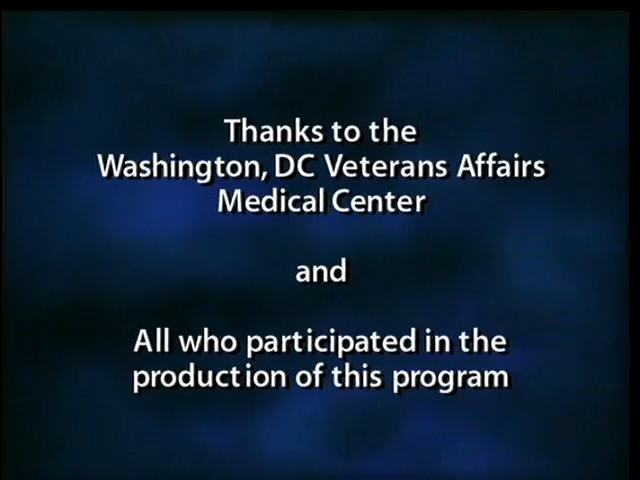 Thanks to the
Washington, DC Veterans Affairs
Medical Center
and
All who participated in the
production of this program